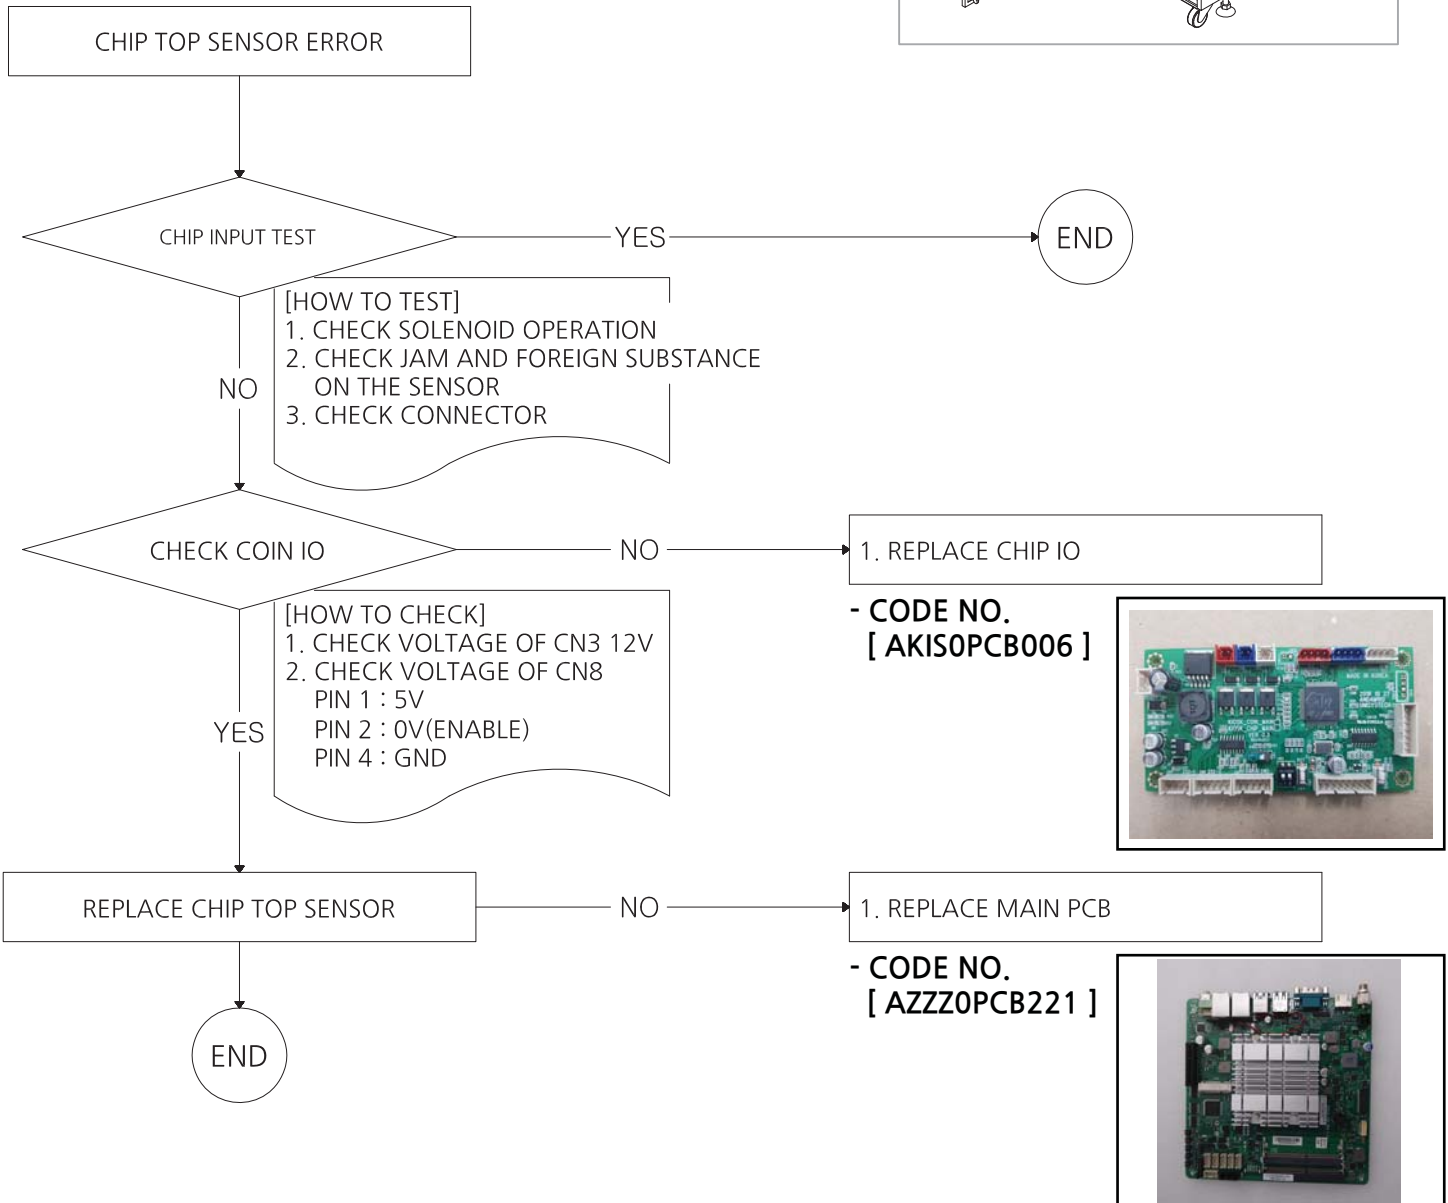 CHIP TOP SENSOR ERROR
CHIP INPUT TEST
YES
END
[HOW TO TEST]
1. CHECK SOLENOID OPERATION
2. CHECK JAM AND FOREIGN SUBSTANCE
ON THE SENSOR
3. CHECK CONNECTOR
NO
CHECK COIN IO
NO
1. REPLACE CHIP IO
- CODE NO.
[ AKIS0PCB006 ]
[HOW TO CHECK]
1. CHECK VOLTAGE OF CN3 12V
2. CHECK VOLTAGE OF CN8
PIN 1 : 5V
PIN 2 : 0V(ENABLE)
PIN 4 : GND
YES
MADE IN KOREA
REPLACE CHIP TOP SENSOR
NO
1. REPLACE MAIN PCB
- CODE NO.
[ AZZZ0PCB221 ]
END